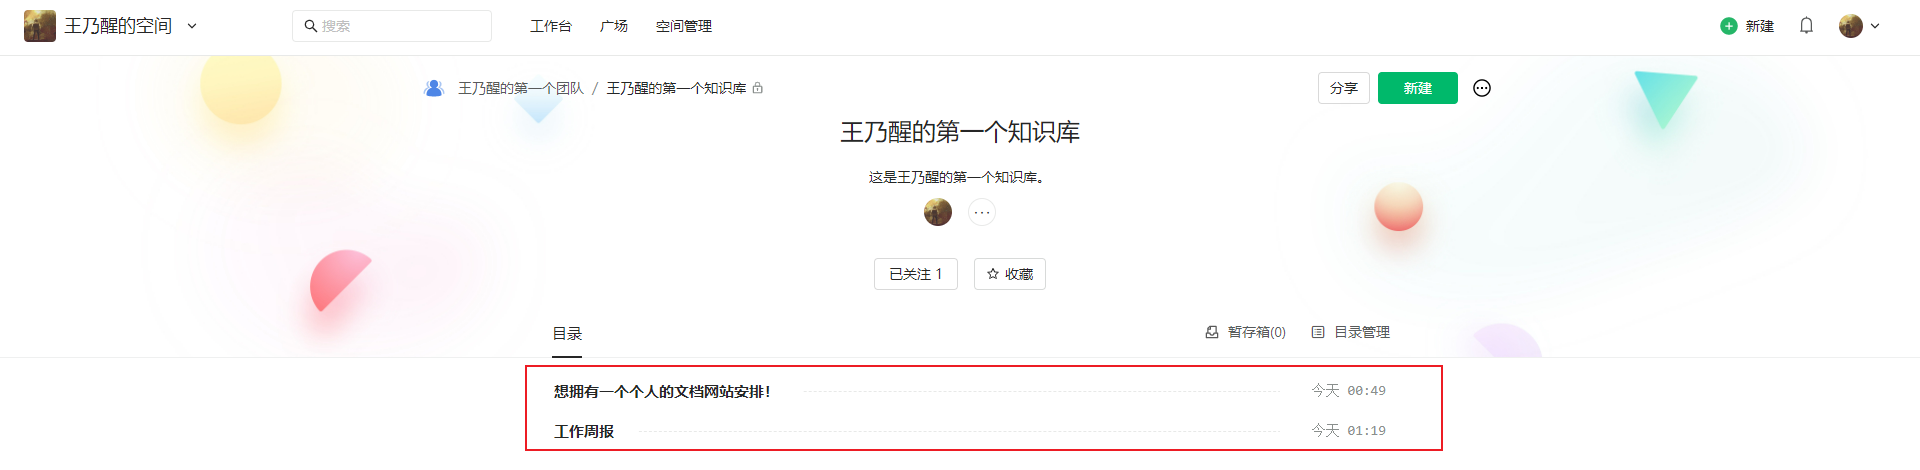 王乃醒的空间
搜索
工作台 广场 空间管理
新建
王乃醒的第一个团队 / 王乃醒的第一个知识库
分享 新建
王乃醒的第一个知识库
这是王乃醒的第一个知识库。
已关注 1 收藏
目录 暂存箱(0) 目录管理
想拥有一个个人的文档网站安排! 今天 00:49
工作周报 今天 01:19